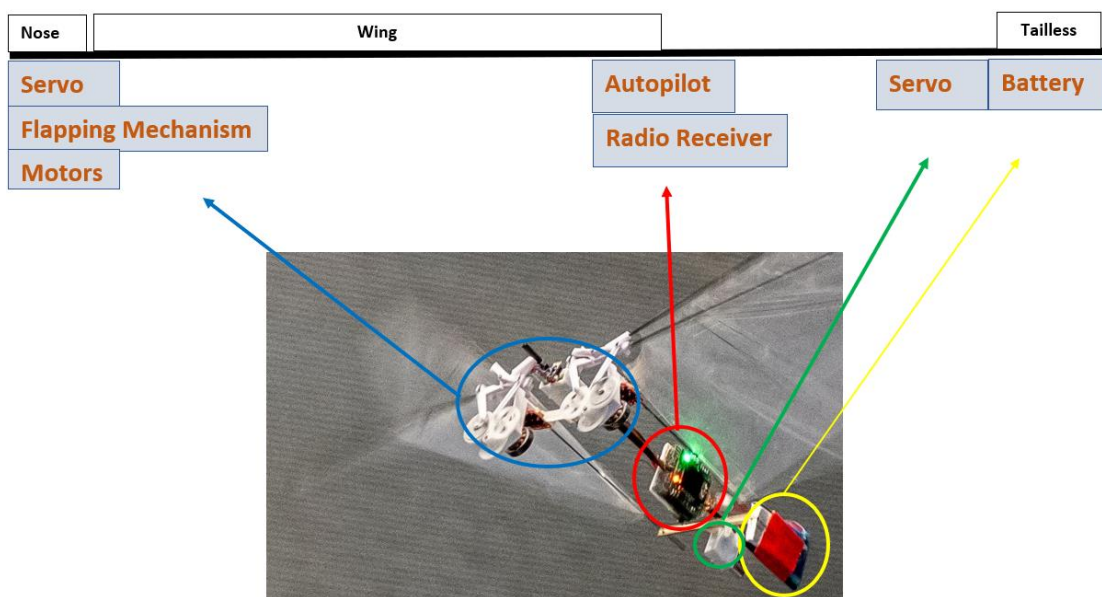 Nose
Wing
Tailless
Servo
Flapping Mechanism
Motors
Autopilot
Radio Receiver
Servo
Battery